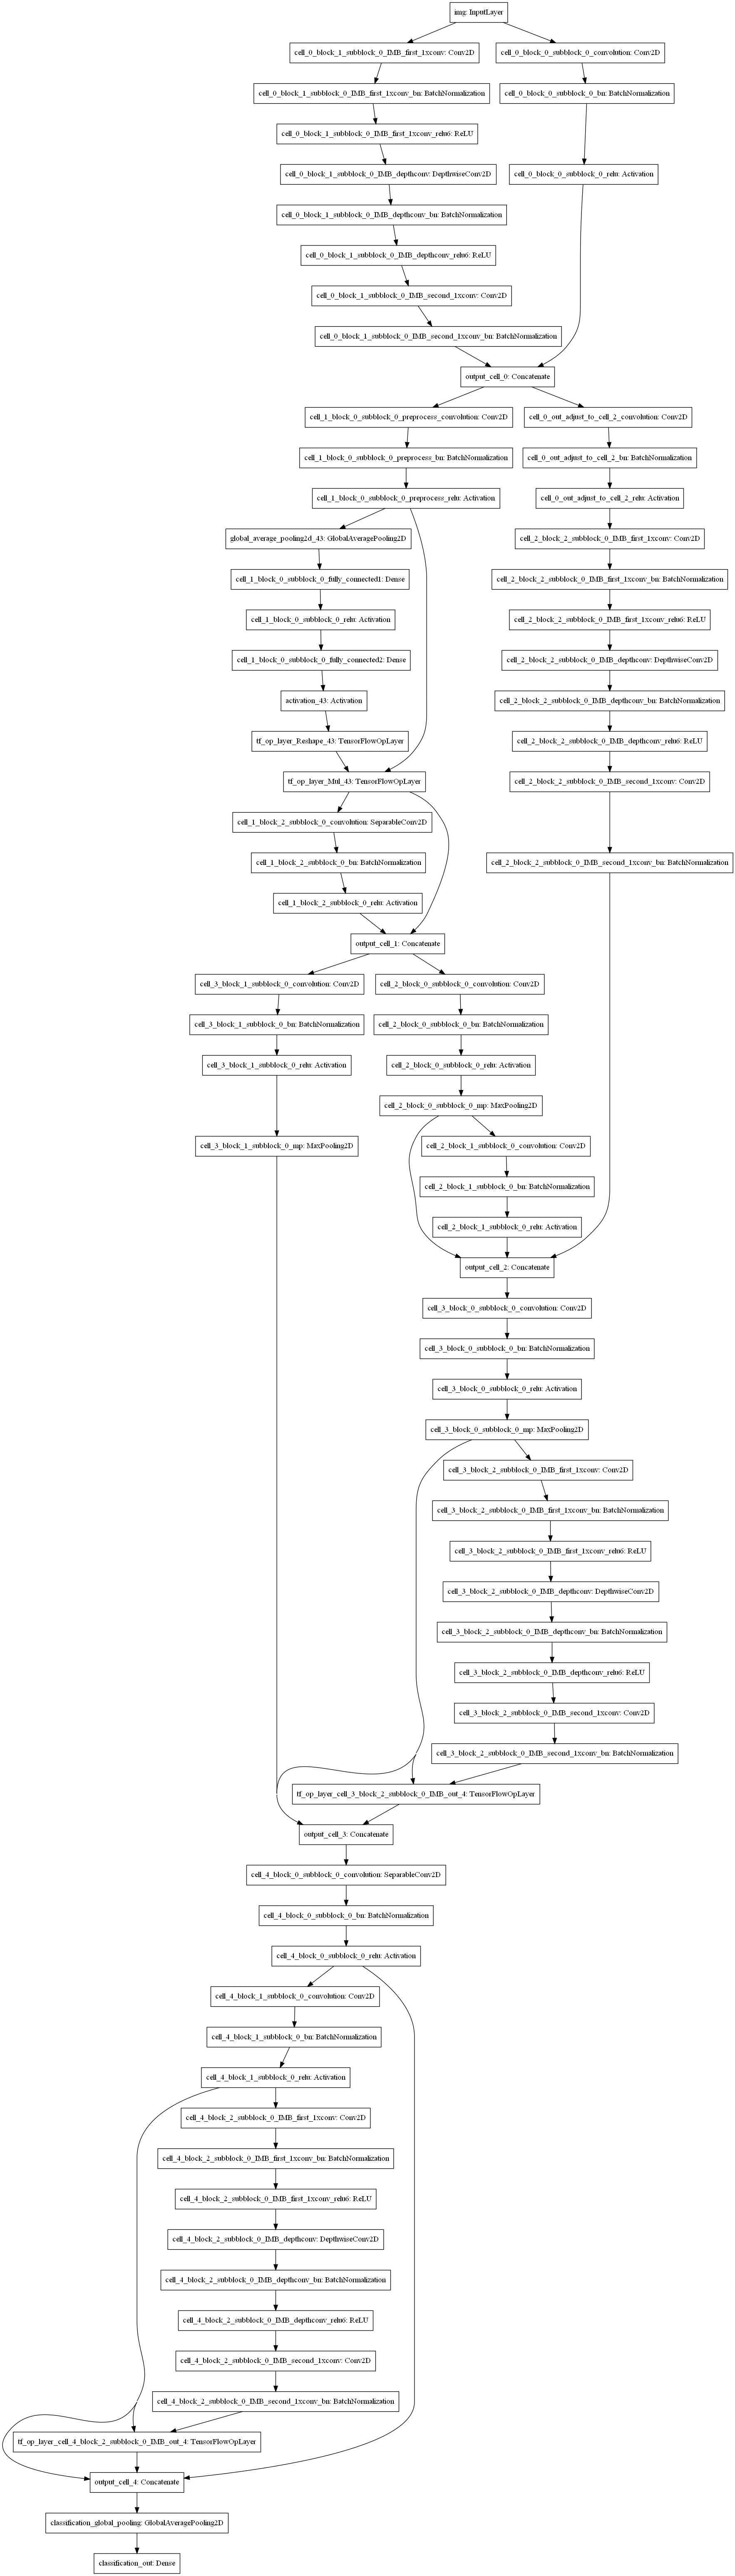 img: InputLayer
cell_0_block_1_subblock_0_IMB_first_1xconv: Conv2D
cell_0_block_0_subblock_0_convolution: Conv2D
cell_0_block_1_subblock_0_IMB_first_1xconv_bn: BatchNormalization
cell_0_block_0_subblock_0_bn: BatchNormalization
cell_0_block_1_subblock_0_IMB_first_1xconv_relu6: ReLU
cell_0_block_1_subblock_0_IMB_depthconv: DepthwiseConv2D
cell_0_block_0_subblock_0_relu: Activation
cell_0_block_1_subblock_0_IMB_depthconv_bn: BatchNormalization
cell_0_block_1_subblock_0_IMB_depthconv_relu6: ReLU
cell_0_block_1_subblock_0_IMB_second_1xconv: Conv2D
cell_0_block_1_subblock_0_IMB_second_1xconv_bn: BatchNormalization
output_cell_0: Concatenate
cell_1_block_0_subblock_0_preprocess_convolution: Conv2D
cell_0_out_adjust_to_cell_2_convolution: Conv2D
cell_1_block_0_subblock_0_preprocess_bn: BatchNormalization
cell_0_out_adjust_to_cell_2_bn: BatchNormalization
cell_1_block_0_subblock_0_preprocess_relu: Activation
cell_0_out_adjust_to_cell_2_relu: Activation
global_average_pooling2d_43: GlobalAveragePooling2D
cell_2_block_2_subblock_0_IMB_first_1xconv: Conv2D
cell_1_block_0_subblock_0_fully_connected1: Dense
cell_2_block_2_subblock_0_IMB_first_1xconv_bn: BatchNormalization
cell_1_block_0_subblock_0_relu: Activation
cell_2_block_2_subblock_0_IMB_first_1xconv_relu6: ReLU
cell_1_block_0_subblock_0_fully_connected2: Dense
cell_2_block_2_subblock_0_IMB_depthconv: DepthwiseConv2D
activation_43: Activation
cell_2_block_2_subblock_0_IMB_depthconv_bn: BatchNormalization
tf_op_layer_Reshape_43: TensorFlowOpLayer
cell_2_block_2_subblock_0_IMB_depthconv_relu6: ReLU
tf_op_layer_Mul_43: TensorFlowOpLayer
cell_2_block_2_subblock_0_IMB_second_1xconv: Conv2D
cell_1_block_2_subblock_0_convolution: SeparableConv2D
cell_1_block_2_subblock_0_bn: BatchNormalization
cell_2_block_2_subblock_0_IMB_second_1xconv_bn: BatchNormalization
cell_1_block_2_subblock_0_relu: Activation
output_cell_1: Concatenate
cell_3_block_1_subblock_0_convolution: Conv2D
cell_2_block_0_subblock_0_convolution: Conv2D
cell_3_block_1_subblock_0_bn: BatchNormalization
cell_2_block_0_subblock_0_bn: BatchNormalization
cell_3_block_1_subblock_0_relu: Activation
cell_2_block_0_subblock_0_relu: Activation
cell_2_block_0_subblock_0_mp: MaxPooling2D
cell_3_block_1_subblock_0_mp: MaxPooling2D
cell_2_block_1_subblock_0_convolution: Conv2D
cell_2_block_1_subblock_0_bn: BatchNormalization
cell_2_block_1_subblock_0_relu: Activation
output_cell_2: Concatenate
cell_3_block_0_subblock_0_convolution: Conv2D
cell_3_block_0_subblock_0_bn: BatchNormalization
cell_3_block_0_subblock_0_relu: Activation
cell_3_block_0_subblock_0_mp: MaxPooling2D
cell_3_block_2_subblock_0_IMB_first_1xconv: Conv2D
cell_3_block_2_subblock_0_IMB_first_1xconv_bn: BatchNormalization
cell_3_block_2_subblock_0_IMB_first_1xconv_relu6: ReLU
cell_3_block_2_subblock_0_IMB_depthconv: DepthwiseConv2D
cell_3_block_2_subblock_0_IMB_depthconv_bn: BatchNormalization
cell_3_block_2_subblock_0_IMB_depthconv_relu6: ReLU
cell_3_block_2_subblock_0_IMB_second_1xconv: Conv2D
cell_3_block_2_subblock_0_IMB_second_1xconv_bn: BatchNormalization
tf_op_layer_cell_3_block_2_subblock_0_IMB_out_4: TensorFlowOpLayer
output_cell_3: Concatenate
cell_4_block_0_subblock_0_convolution: SeparableConv2D
cell_4_block_0_subblock_0_bn: BatchNormalization
cell_4_block_0_subblock_0_relu: Activation
cell_4_block_1_subblock_0_convolution: Conv2D
cell_4_block_1_subblock_0_bn: BatchNormalization
cell_4_block_1_subblock_0_relu: Activation
cell_4_block_2_subblock_0_IMB_first_1xconv: Conv2D
cell_4_block_2_subblock_0_IMB_first_1xconv_bn: BatchNormalization
cell_4_block_2_subblock_0_IMB_first_1xconv_relu6: ReLU
cell_4_block_2_subblock_0_IMB_depthconv: DepthwiseConv2D
cell_4_block_2_subblock_0_IMB_depthconv_bn: BatchNormalization
cell_4_block_2_subblock_0_IMB_depthconv_relu6: ReLU
cell_4_block_2_subblock_0_IMB_second_1xconv: Conv2D
cell_4_block_2_subblock_0_IMB_second_1xconv_bn: BatchNormalization
tf_op_layer_cell_4_block_2_subblock_0_IMB_out_4: TensorFlowOpLayer
output_cell_4: Concatenate
classification_global_pooling: GlobalAveragePooling2D
classification_out: Dense